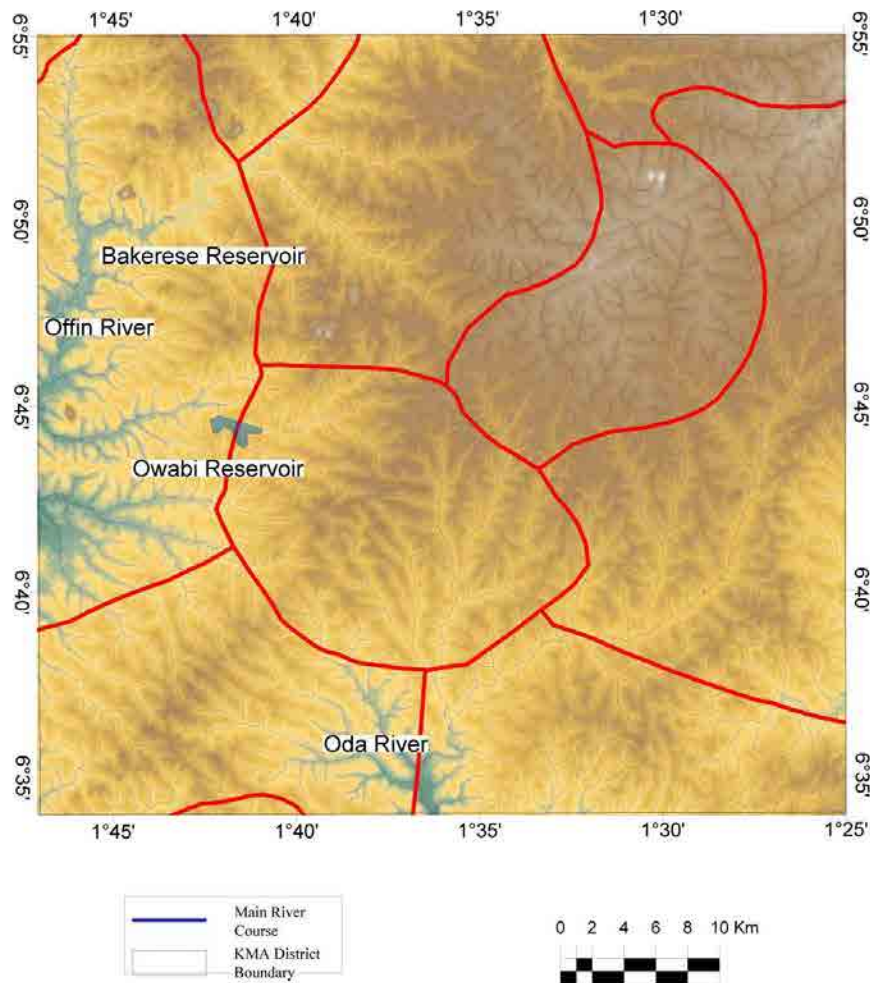 1°45'
1°40'
1°35'
1°30'
6°55'
6°55'
6°50'
6°50'
Bakerese Reservoir
Offin River
6°45'
6°45'
Owabi Reservoir
6°40'
6°40'
Oda River
6°35'
6°35'
1°45'
1°40'
1°35'
1°30'
1°25'
Main River
Course
KMA District
Boundary
0 2 4 6 8 10 Km